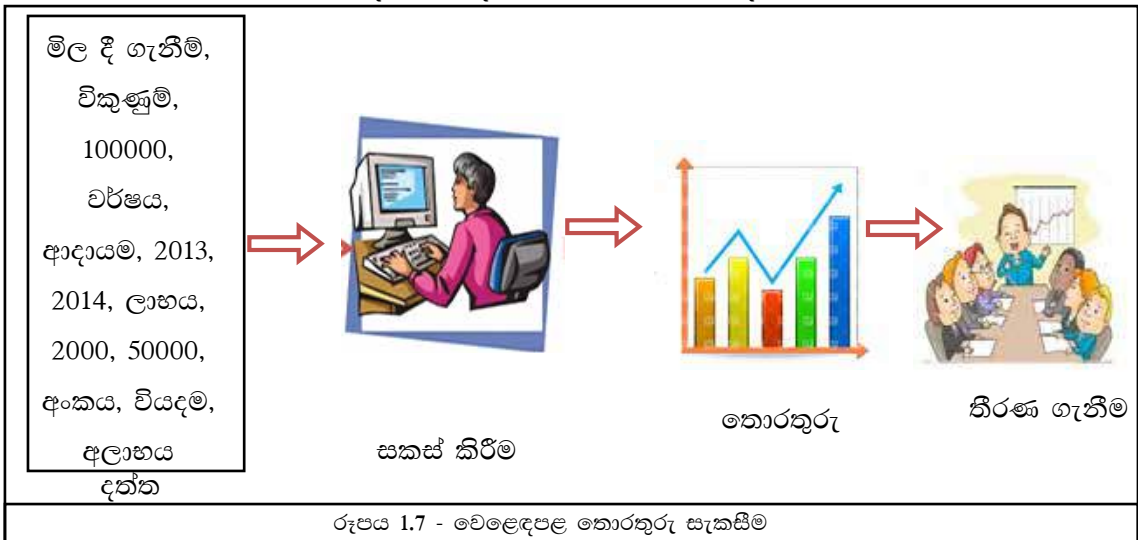 මිල දී ගැනීම්,
විකුණුම්,
100000,
වර්ෂය,
ආදායම, 2013,
2014, ලාභය,
2000, 50000,
අංකය, වියදම,
අලාභය
දත්ත
සකස් කිරීම
තොරතුරු
තීරණ ගැනීම
රූපය 1.7 - වෙළෙඳපළ තොරතුරු සැකසීම